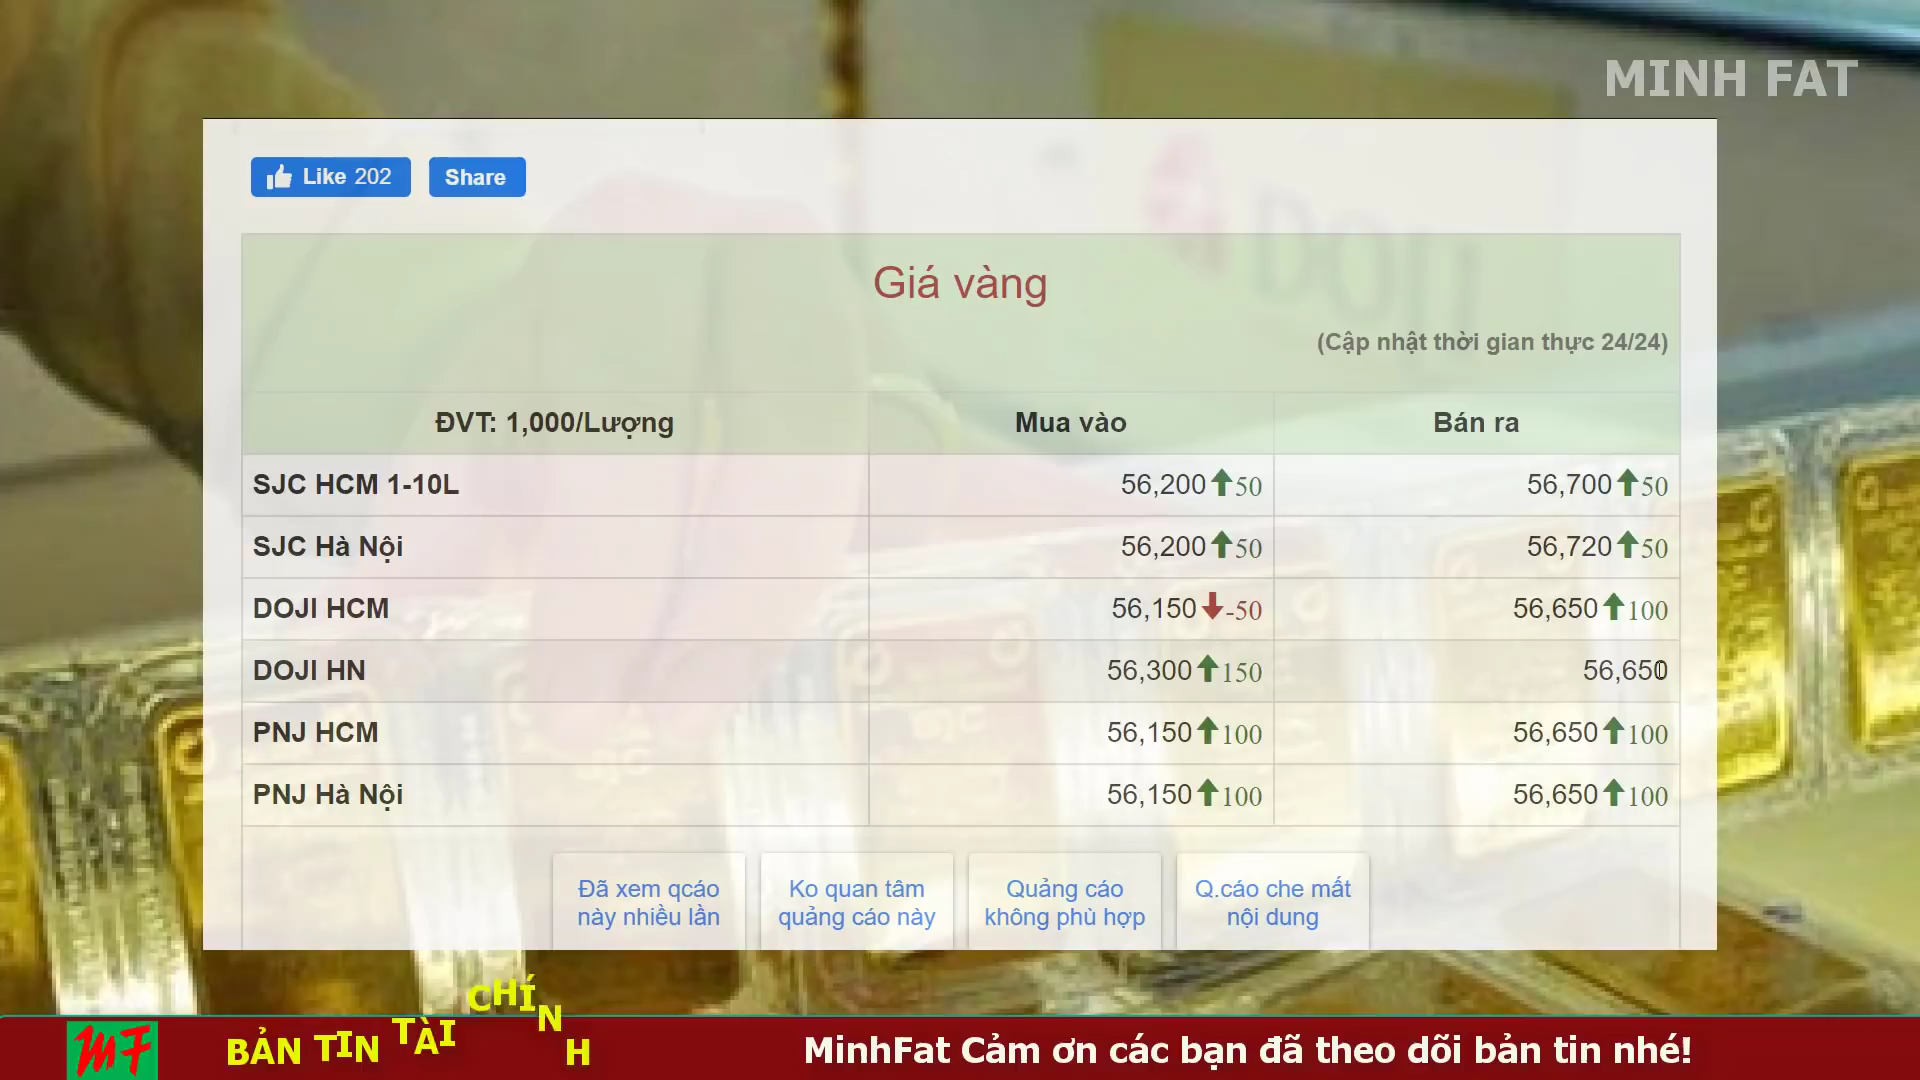 MINH FAT
Like 202 Share
DOJI
Giá vàng
(Cập nhật thời gian thực 24/24)
ĐVT: 1,000/Lượng Mua vào Bán ra
SJC HCM 1-10L 56,200 50 56,700 50
SJC Hà Nội 56,200 50 56,720 50
DOJI HCM 56,150 -50 56,650 100
DOJI HN 56,300 150 56,650
PNJ HCM 56,150 100 56,650 100
PNJ Hà Nội 56,150 100 56,650 100
Đã xem qcáo Ko quan tâm Quảng cáo Q.cáo che mất
này nhiều lần quảng cáo này không phù hợp nội dung
MF BẢN TIN TÀI CHÍNH MinhFat Cảm ơn các bạn đã theo dõi bản tin nhé!